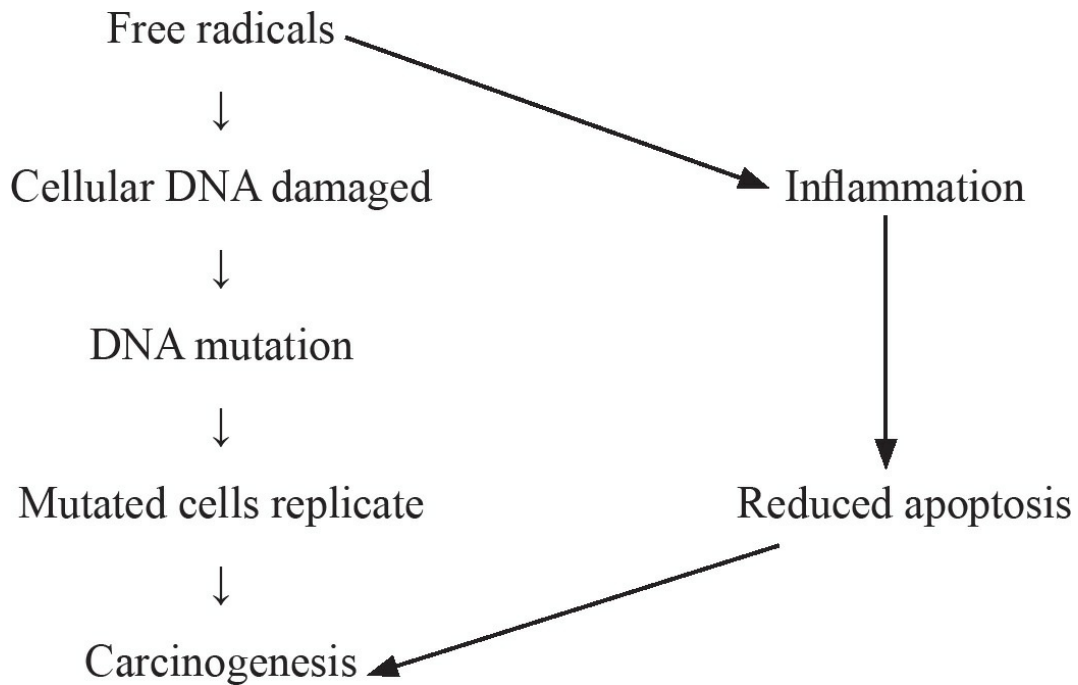 Free radicals
Cellular DNA damaged
Inflammation
DNA mutation
Mutated cells replicate
Reduced apoptosis
Carcinogenesis